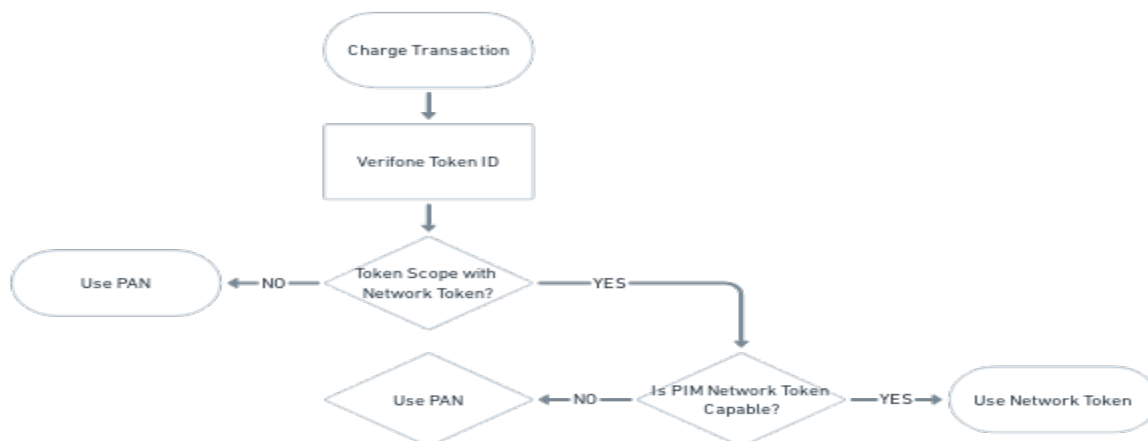 Charge Transaction
Verifone Token ID
Use PAN
NO
Token Scope with
Network Token?
YES
Use PAN
NO
Is PIM Network Token
Capable?
YES
Use Network Token